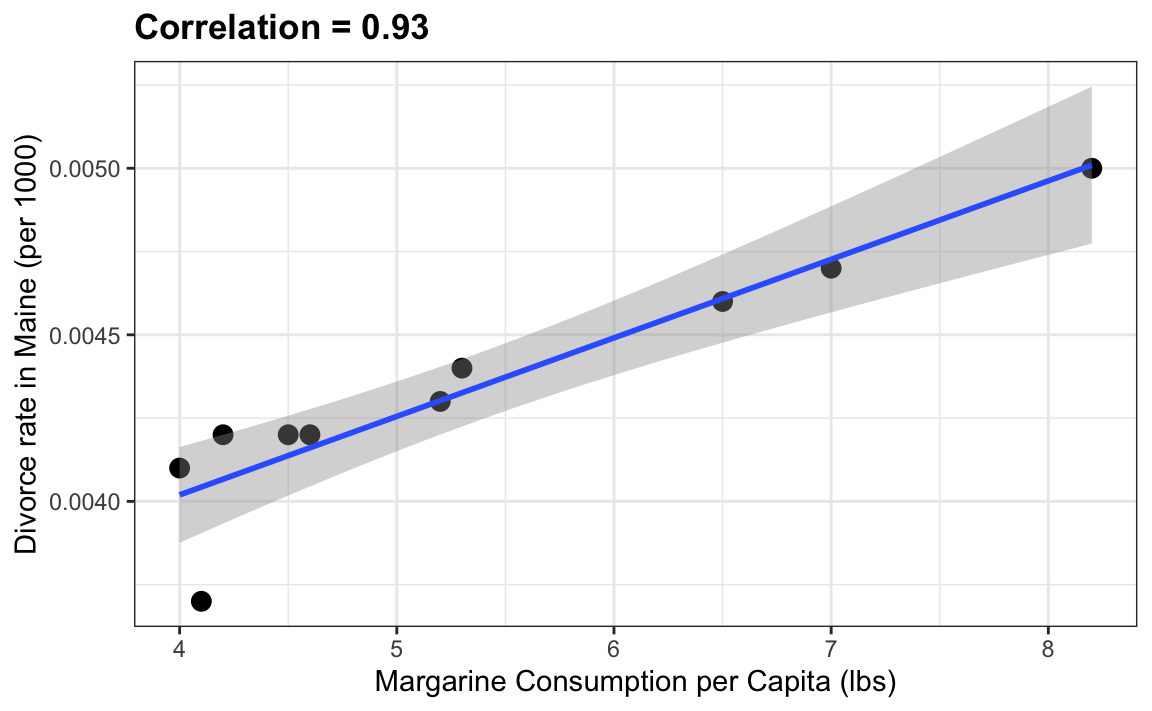 Correlation = 0.93
Divorce rate in Maine (per 1000)
0.0050
0.0045
0.0040
4 5 6 7 8
Margarine Consumption per Capita (lbs)